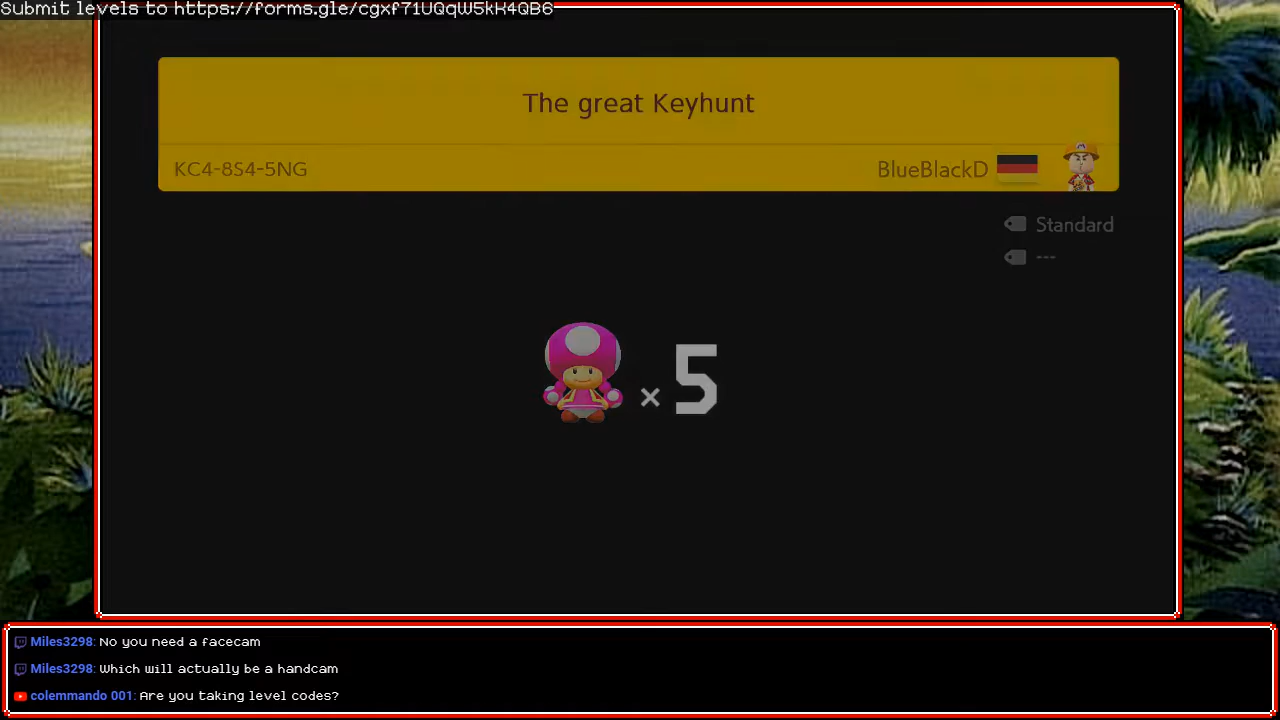 Submit levels to https://forms.gle/cgxf71UQqW5kH4QB6
The great Keyhunt
KC4-8S4-5NG
BlueBlackD
Standard
---
× 5
Miles3298: No you need a facecam
Miles3298: Which will actually be a handcam
colemmando 001: Are you taking level codes?